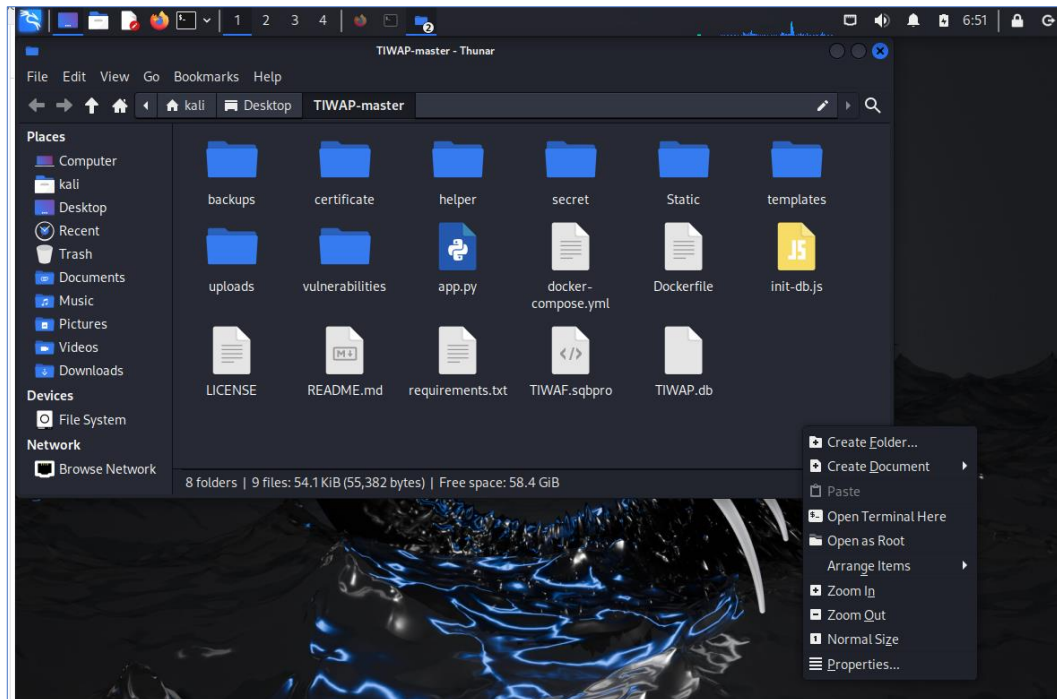 1 2 3 4
2
6:51
TIWAP-master - Thunar
File Edit View Go Bookmarks Help
kali Desktop TIWAP-master
Places
Computer
kali
Desktop
Recent
Trash
Documents
Music
Pictures
Videos
Downloads
Devices
File System
Network
Browse Network
backups certificate helper secret Static templates
uploads vulnerabilities app.py docker-compose.yml Dockerfile JS init-db.js
LICENSE M README.md requirements.txt </> TIWAF.sqbpro TIWAP.db
8 folders | 9 files: 54.1 KiB (55,382 bytes) | Free space: 58.4 GiB
Create Folder...
Create Document
Paste
Open Terminal Here
Open as Root
Arrange Items
Zoom In
Zoom Out
Normal Size
Properties...